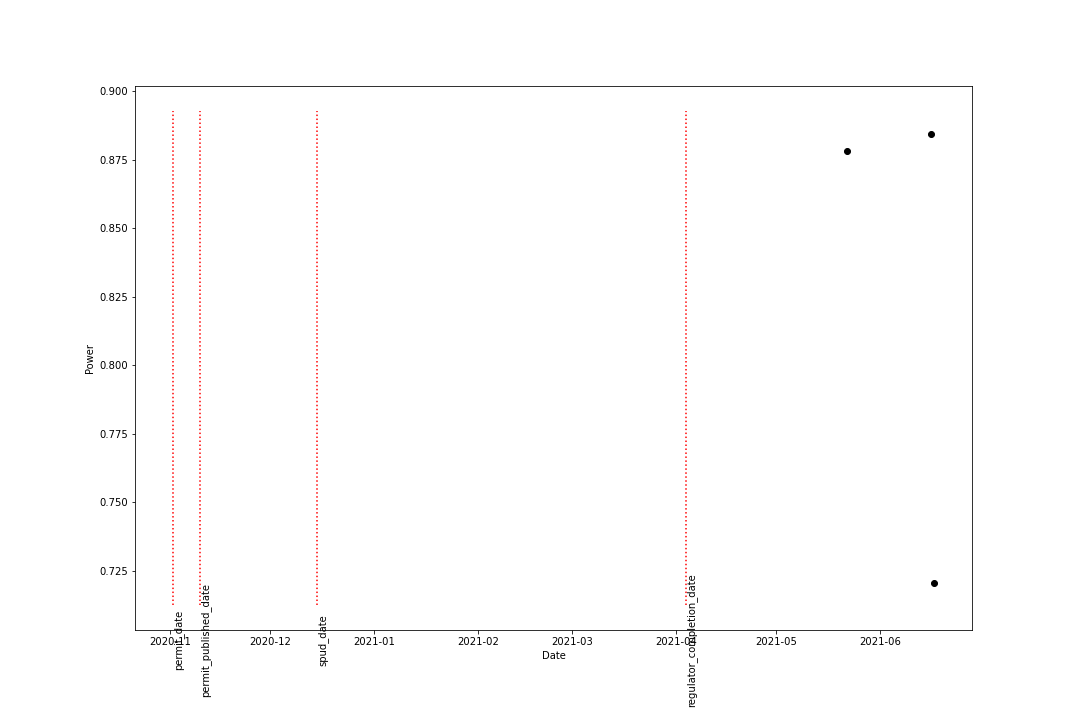 0.900
0.875
0.850
0.825
0.800
0.775
0.750
0.725
Power
2020-11
2020-12
2021-01
2021-02
2021-03
2021-04
2021-05
2021-06
Date
permit_date
permit_published_date
spud_date
regulator_completion_date